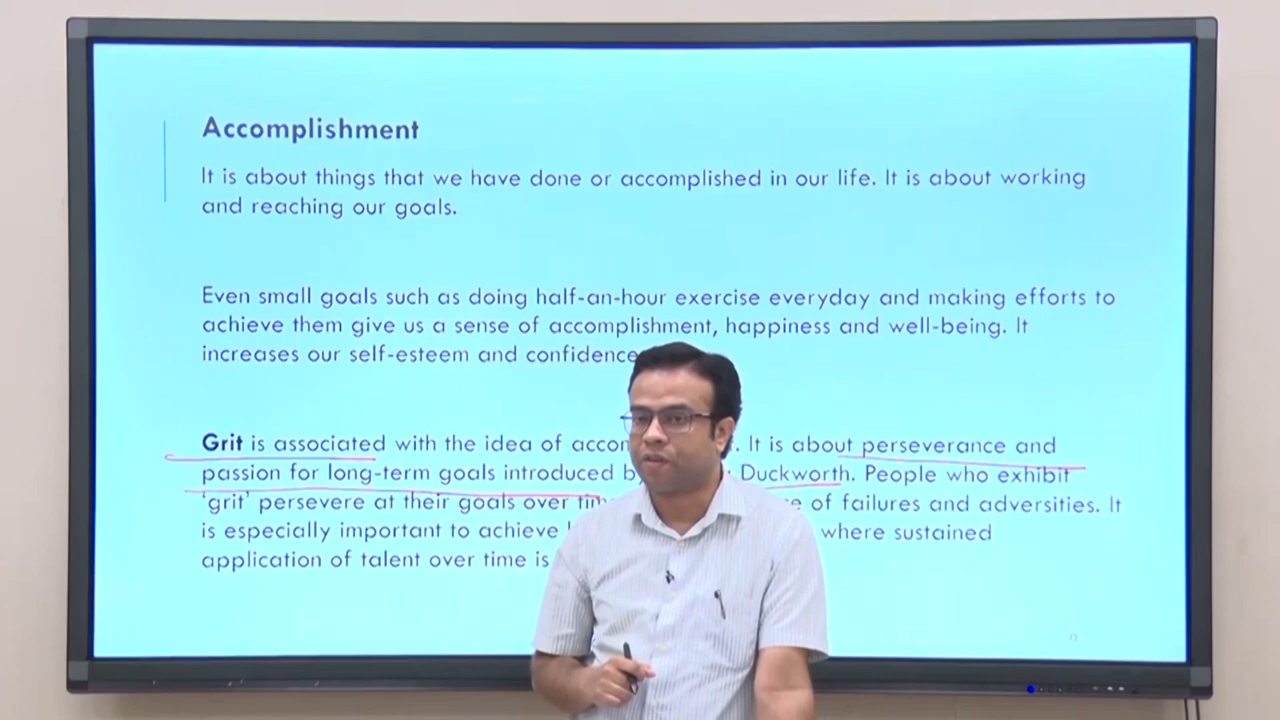 Accomplishment
It is about things that we have done or accomplished in our life. It is about working
and reaching our goals.
Even small goals such as doing half-an-hour exercise everyday and making efforts to
achieve them give us a sense of accomplishment, happiness and well-being. It
increases our self-esteem and confidence
Grit is associated with the idea of It is about perseverance and
passion for long-term goals introduced Duckworth. People who exhibit
'grit' persevere at their goals over of failures and adversities. It
is especially important to achieve where sustained
application of talent over time is